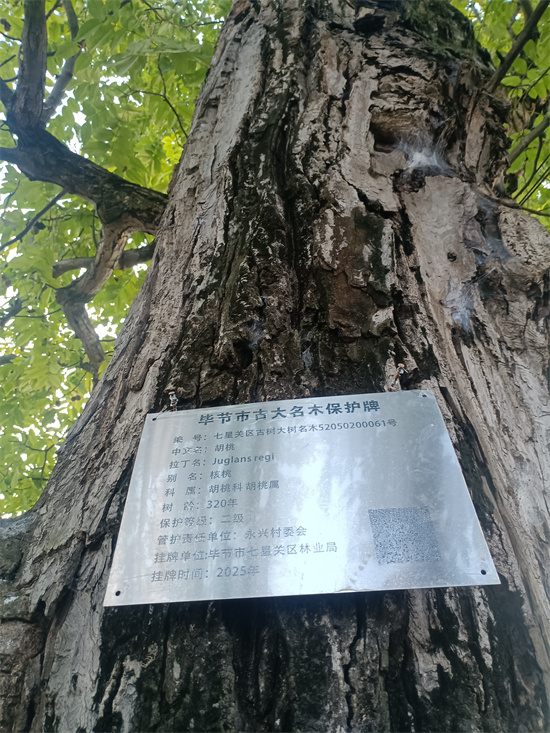 毕节市古大名木保护牌
编号：七星关区古树大树名木52050200061号
中文名：胡桃
拉丁名：Juglans regi
别 名：核桃
科 属：胡桃科 胡桃属
树 龄：320年
保护等级：二级
管护责任单位：永兴村委会
挂牌单位：毕节市七星关区林业局
挂牌时间：2025年